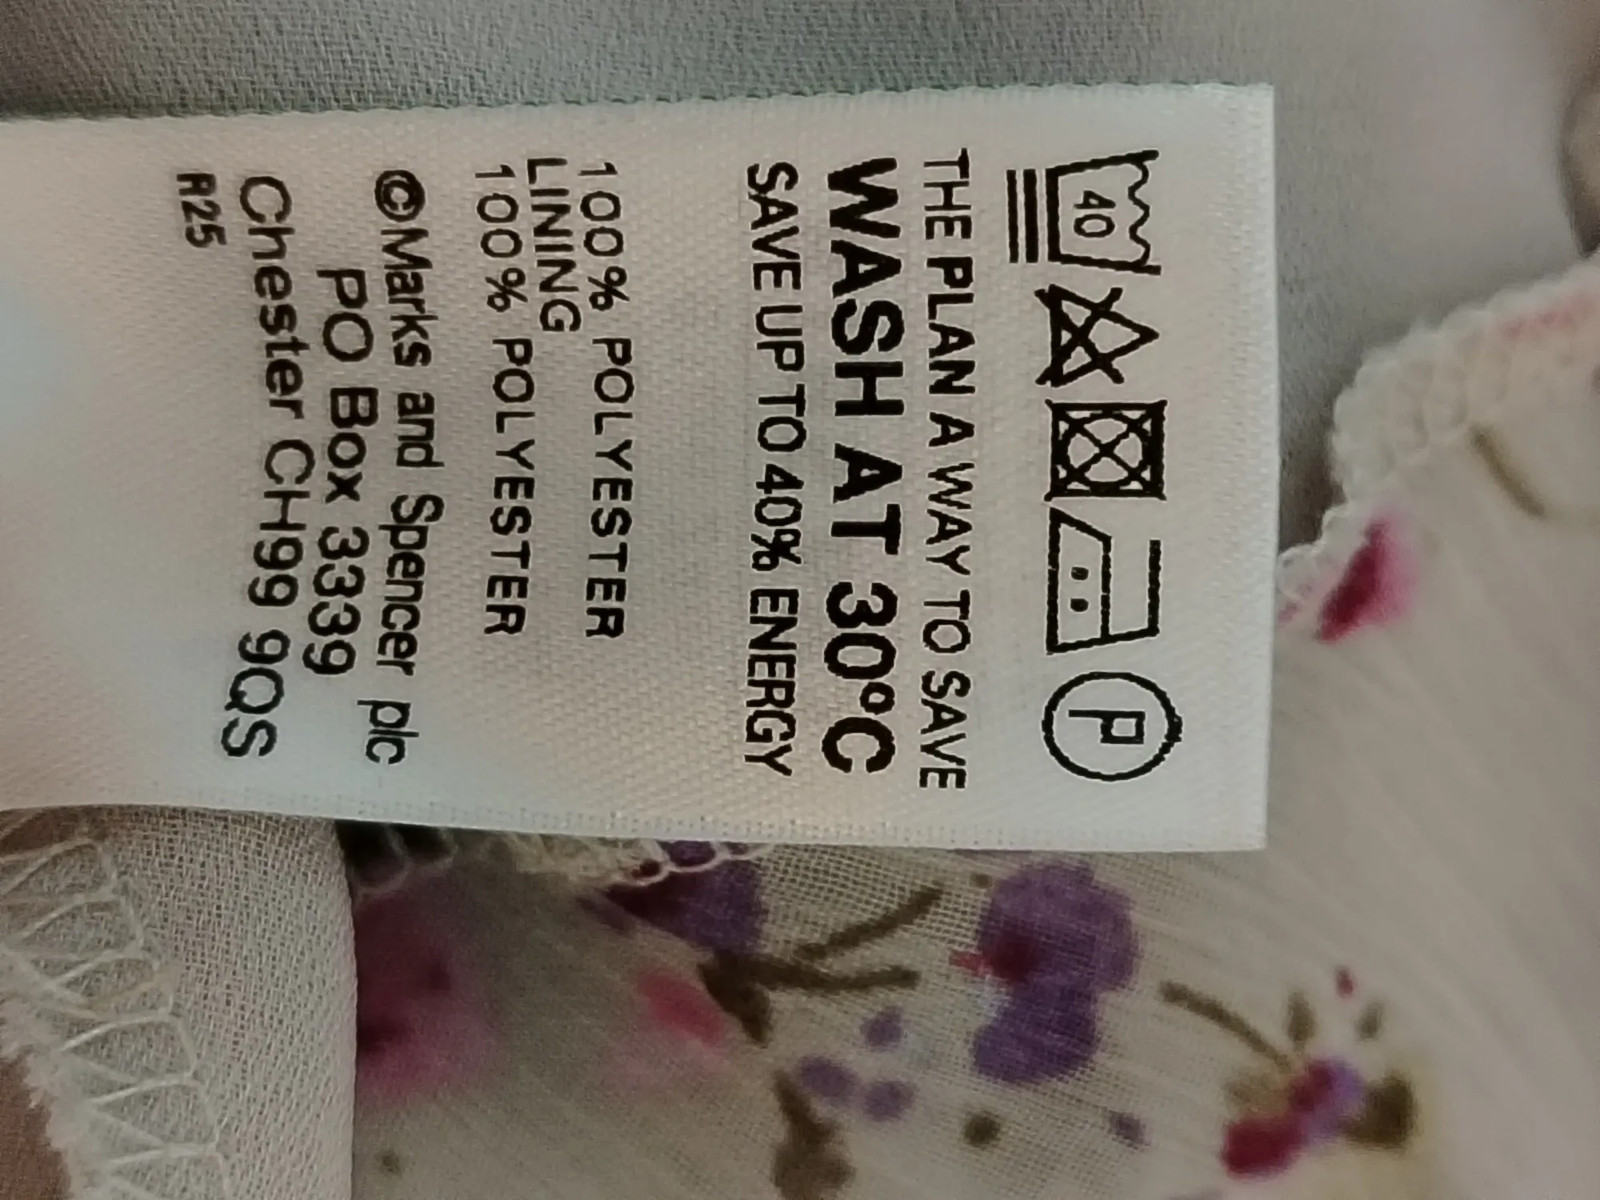 40 P
THE PLAN A WAY TO SAVE
WASH AT 30°C
SAVE UP TO 40% ENERGY
100% POLYESTER
LINING
100% POLYESTER
©Marks and Spencer plc
PO Box 3339
Chester CH99 9QS
R25